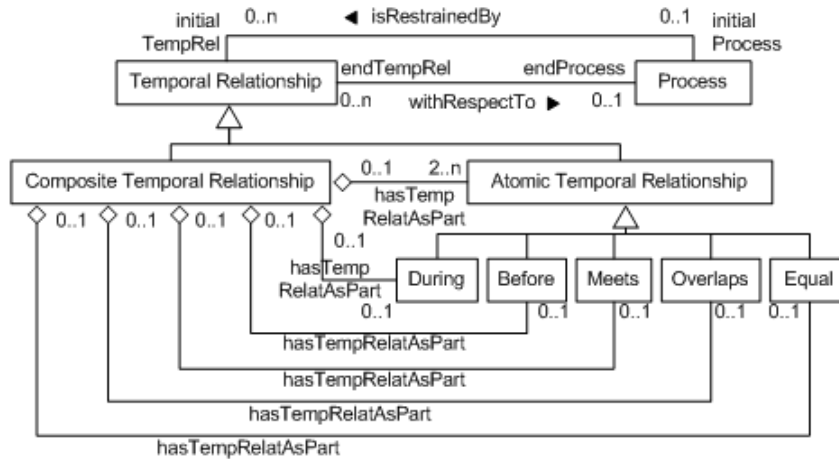 initial
TempRel
0..n
◄ isRestrainedBy
0..1
initial
Process
Temporal Relationship
endTempRel
endProcess
Process
0..n
withRespectTo ►
0..1
Composite Temporal Relationship
0..1
2..n
Atomic Temporal Relationship
hasTemp
RelatAsPart
0..1
0..1
0..1
0..1
0..1
hasTemp
RelatAsPart
During
Before
Meets
Overlaps
Equal
0..1
0..1
0..1
0..1
0..1
hasTempRelatAsPart
hasTempRelatAsPart
hasTempRelatAsPart
hasTempRelatAsPart